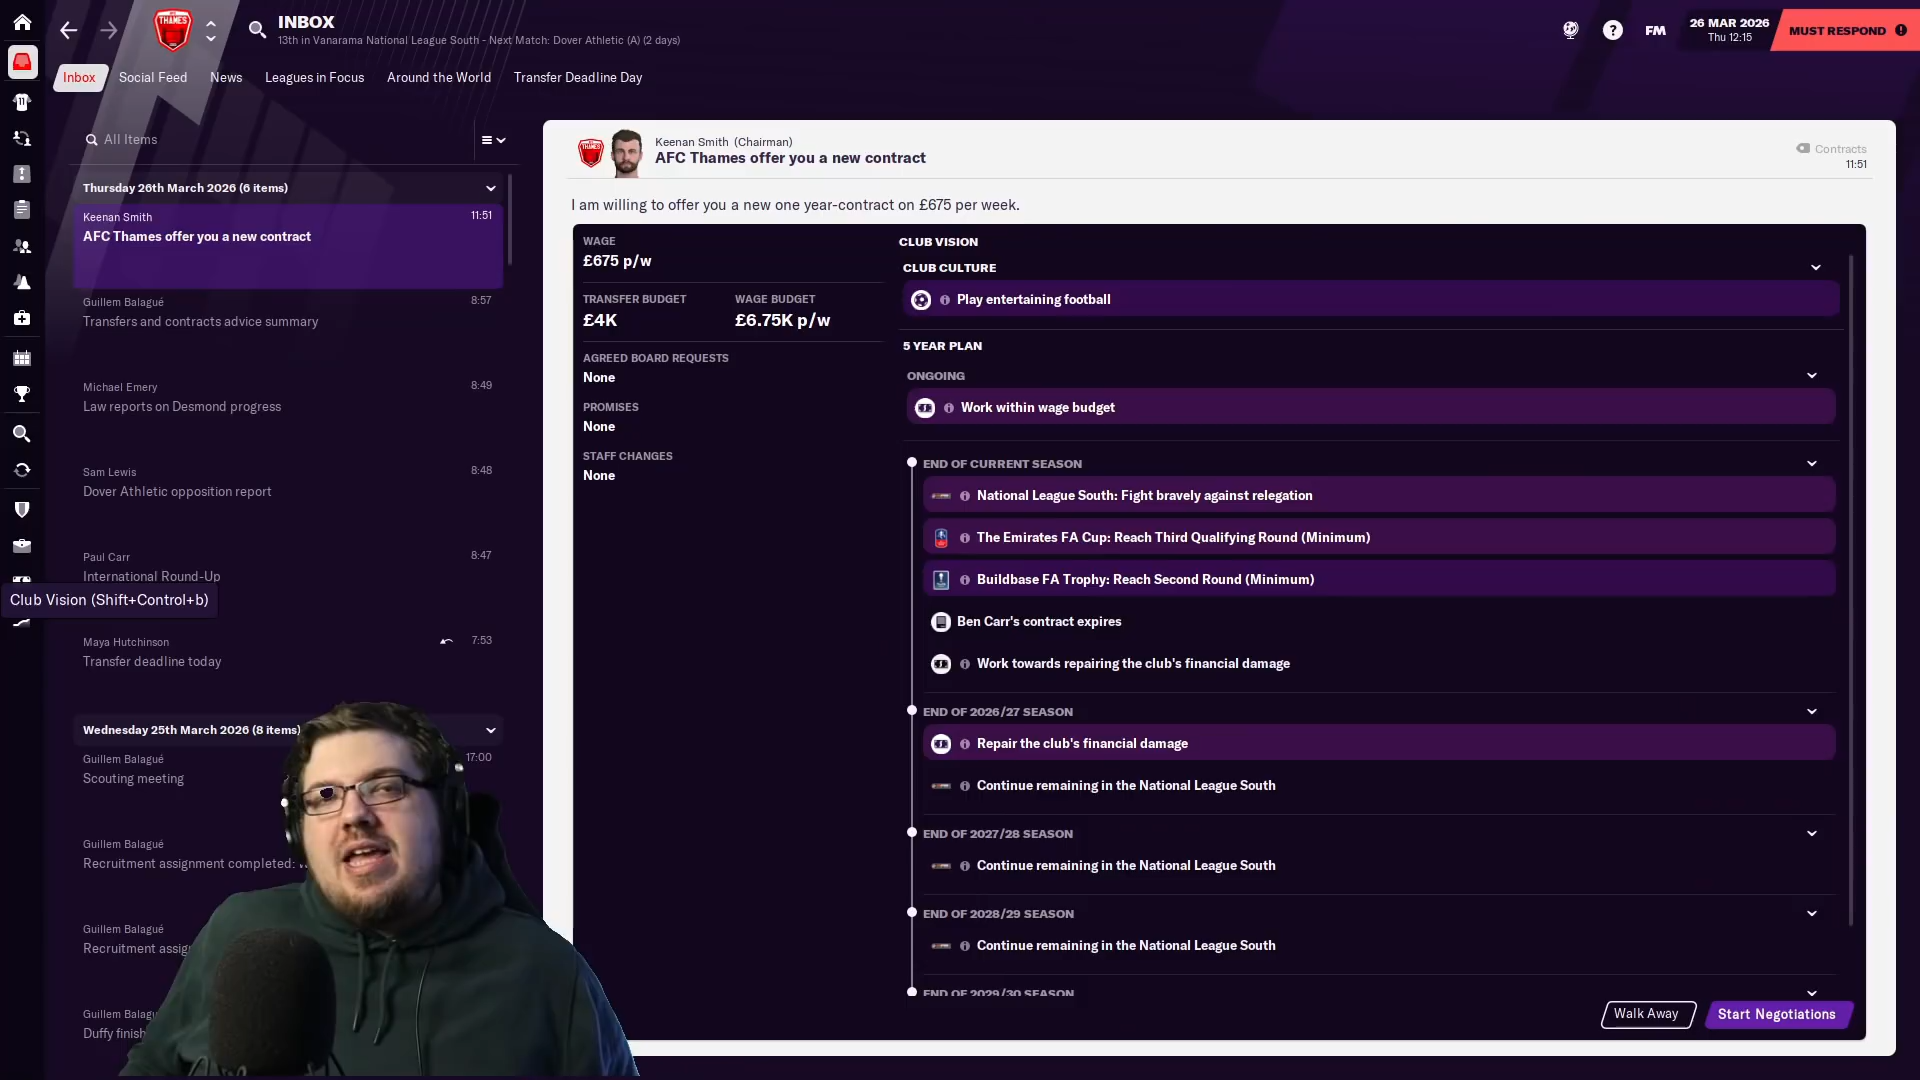 INBOX
13th in Vanarama National League South - Next Match: Dover Athletic (A) (2 days)
FM
26 MAR 2026
Thu 12:15
MUST RESPOND
THAMES
Inbox
Social Feed
News
Leagues in Focus
Around the World
Transfer Deadline Day
All Items
Thursday 26th March 2026 (6 items)
Keenan Smith 11:51
AFC Thames offer you a new contract
Guillem Balagué 8:57
Transfers and contracts advice summary
Michael Emery 8:49
Law reports on Desmond progress
Sam Lewis 8:48
Dover Athletic opposition report
Paul Carr 8:47
International Round-Up
Club Vision (Shift+Control+b)
Maya Hutchinson 7:53
Transfer deadline today
Wednesday 25th March 2026 (8 items)
Guillem Balagué 17:00
Scouting meeting
Guillem Balagué
Recruitment assignment completed:
Guillem Balagué
Recruitment
Guillem
Duffy
Keenan Smith (Chairman)
AFC Thames offer you a new contract
Contracts
11:51
I am willing to offer you a new one year-contract on £675 per week.
WAGE
£675 p/w
TRANSFER BUDGET
£4K
WAGE BUDGET
£6.75K p/w
AGREED BOARD REQUESTS
None
PROMISES
None
STAFF CHANGES
None
CLUB VISION
CLUB CULTURE
Play entertaining football
5 YEAR PLAN
ONGOING
Work within wage budget
END OF CURRENT SEASON
National League South: Fight bravely against relegation
The Emirates FA Cup: Reach Third Qualifying Round (Minimum)
Buildbase FA Trophy: Reach Second Round (Minimum)
Ben Carr's contract expires
Work towards repairing the club's financial damage
END OF 2026/27 SEASON
Repair the club's financial damage
Continue remaining in the National League South
END OF 2027/28 SEASON
Continue remaining in the National League South
END OF 2028/29 SEASON
Continue remaining in the National League South
END OF 2029/30 SEASON
Walk Away
Start Negotiations